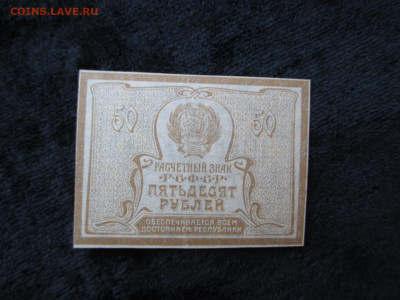 COINS.LAVE.RU
50 50
РАСЧЕТНЫЙ ЗНАК
Р·С·Ф·С·Р
ПЯТЬДЕСЯТ
РУБЛЕЙ
ОБЕСПЕЧИВАЕТСЯ ВСЕМ
ДОСТОЯНИЕМ РЕСПУБЛИКИ